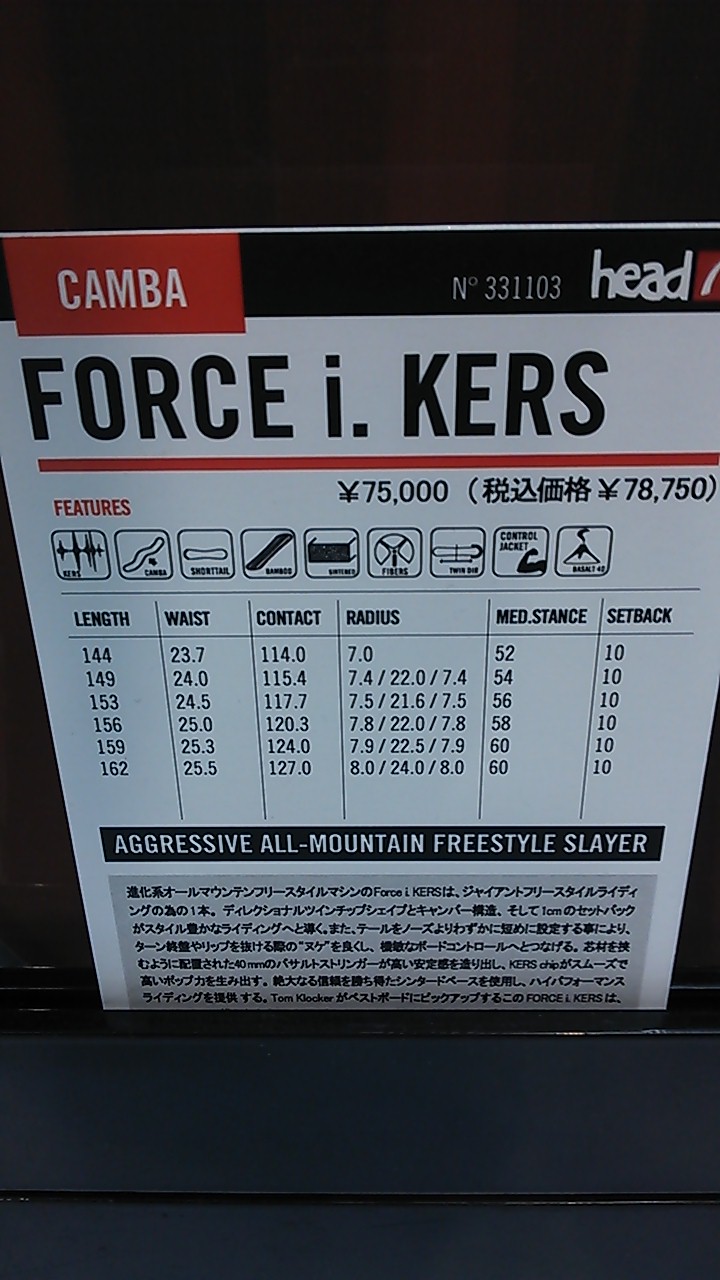 CAMBA
N° 331103 head
FORCE i. KERS
¥75,000 (税込価格 ¥78,750)
FEATURES
KERS CAMBA SHORTTAIL BAMBOO SINTERED FIBERS TWIN DIR CONTROL JACKET BASALT 40
LENGTH WAIST CONTACT RADIUS MED.STANCE SETBACK
144 23.7 114.0 7.0 52 10
149 24.0 115.4 7.4 / 22.0 / 7.4 54 10
153 24.5 117.7 7.5 / 21.6 / 7.5 56 10
156 25.0 120.3 7.8 / 22.0 / 7.8 58 10
159 25.3 124.0 7.9 / 22.5 / 7.9 60 10
162 25.5 127.0 8.0 / 24.0 / 8.0 60 10
AGGRESSIVE ALL-MOUNTAIN FREESTYLE SLAYER
進化系オールマウンテンフリースタイルマシンのForce i. KERSは、ジャイアントフリースタイルライディ
ングの為の1本。ディレクショナルツインチップシェイプとキャンバー構造、そして1cmのセットバック
がスタイル豊かなライディングへと導く。また、テールをノーズよりわずかに短めに設定する事により、
ターン終盤やリップを抜ける際の“ヌケ”を良くし、機敏なボードコントロールへとつなげる。芯材を挟
むように配置された40mmのバサルトストリンガーが高い安定感を造り出し、KERS chipがスムーズで
高いポップ力を生み出す。絶大なる信頼を勝ち得たシンタードベースを使用し、ハイパフォーマンス
ライディングを提供する。Tom KlockerがベストボードにピックアップするこのFORCE i. KERSは、